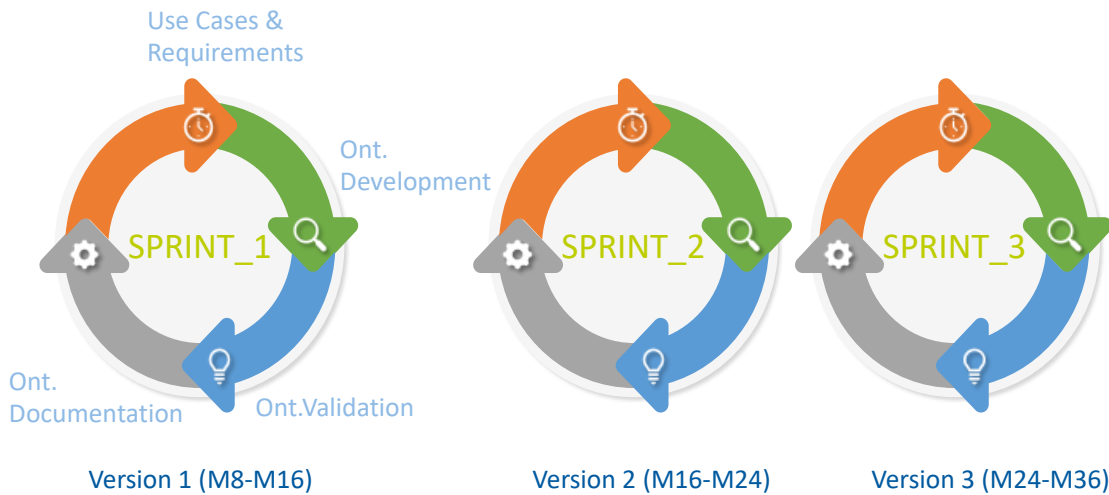 Use Cases &
Requirements
Ont.
Development
SPRINT_1
SPRINT_2
SPRINT_3
Ont.
Documentation
Ont.Validation
Version 1 (M8-M16)
Version 2 (M16-M24)
Version 3 (M24-M36)